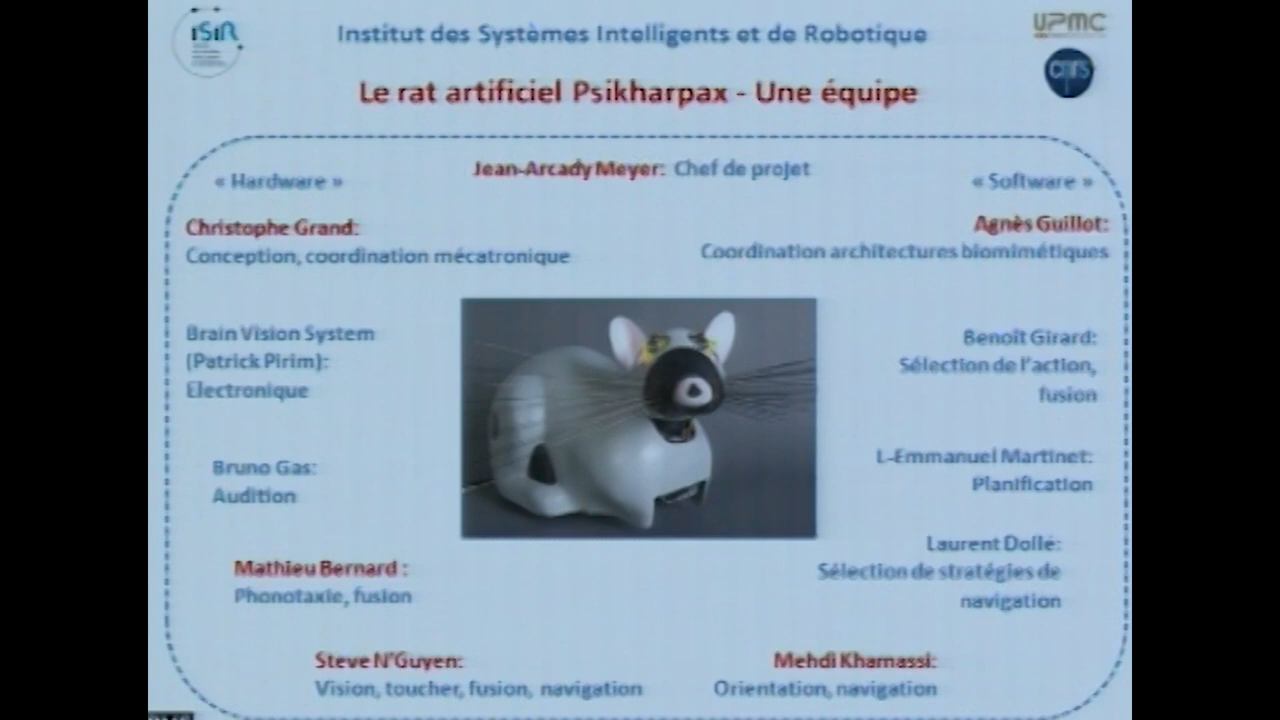 iSiR
UPMC
cnrs
Institut des Systèmes Intelligents et de Robotique
Le rat artificiel Psikharpax - Une équipe
Jean-Arcady Meyer: Chef de projet
« Hardware »
« Software »
Christophe Grand:
Conception, coordination mécatronique
Agnès Guillot:
Coordination architectures biomimétiques
Brain Vision System
(Patrick Pirim):
Electronique
Benoît Girard:
Sélection de l'action,
fusion
Bruno Gas:
Audition
L-Emmanuel Martinet:
Planification
Laurent Dollé:
Sélection de stratégies de
navigation
Mathieu Bernard :
Phonotaxie, fusion
Steve N'Guyen:
Vision, toucher, fusion, navigation
Mehdi Khamassi:
Orientation, navigation